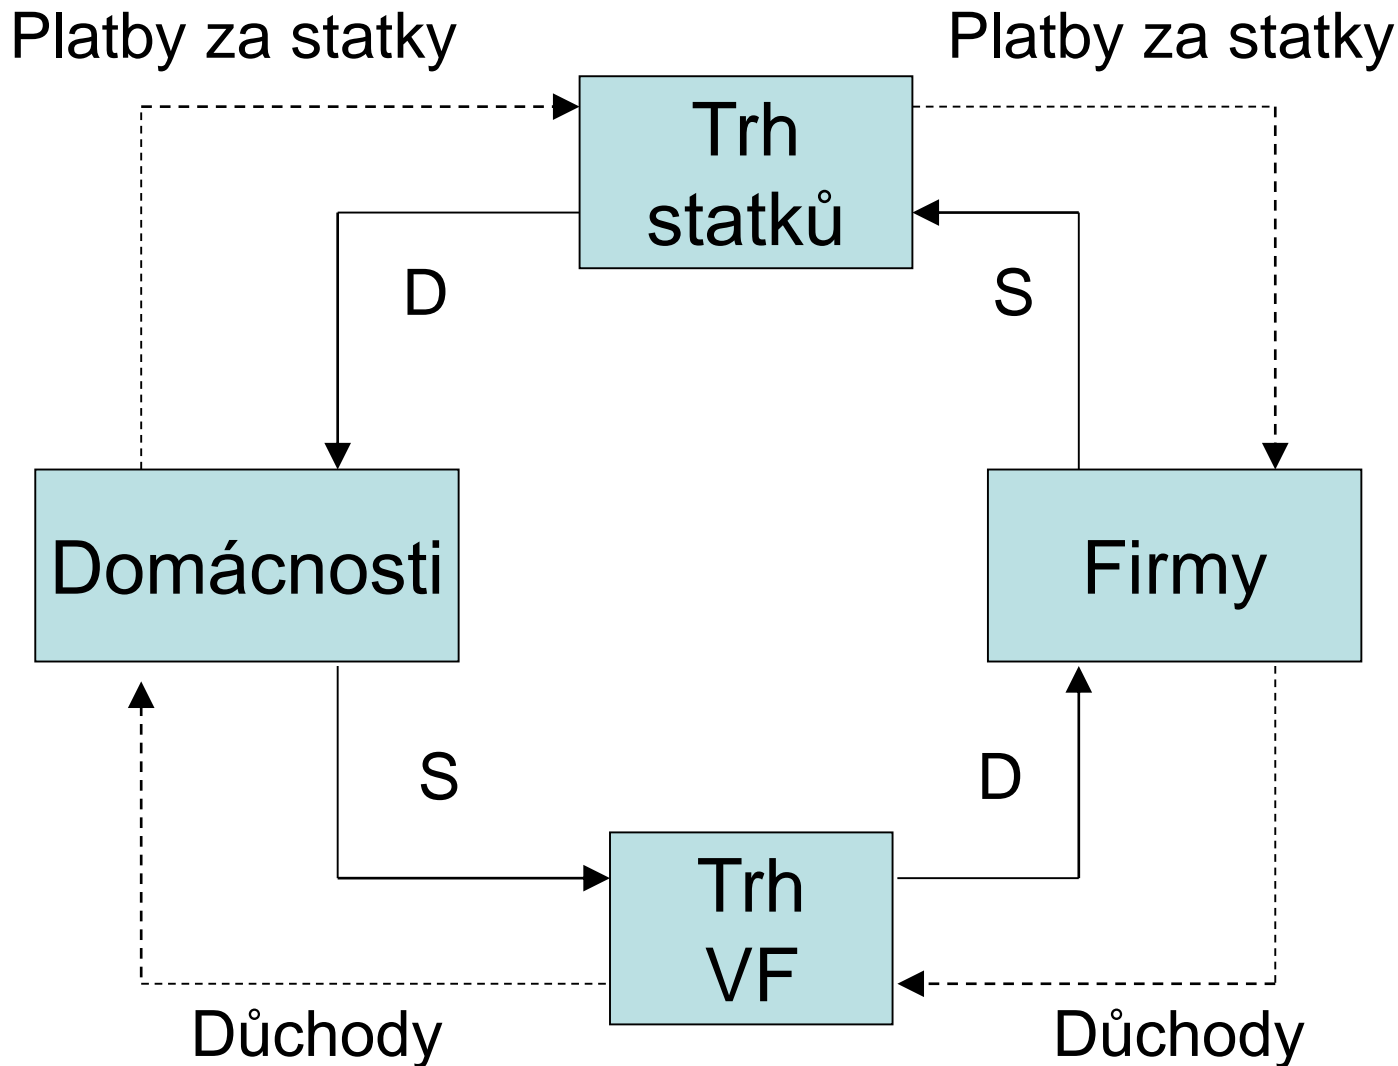 Platby za statky
Platby za statky
Trh
statků
D
S
Domácnosti
Firmy
S
D
Trh
VF
Důchody
Důchody